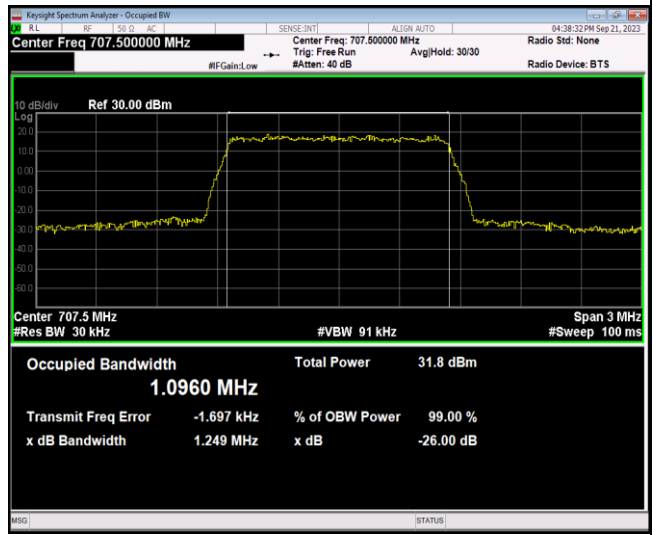 Keysight Spectrum Analyzer - Occupied BW
LXI RL RF 50 Ω AC SENSE:INT ALIGN AUTO 04:38:32 PM Sep 21, 2023
Center Freq 707.500000 MHz Center Freq: 707.500000 MHz Radio Std: None
Trig: Free Run Avg|Hold: 30/30
#IFGain:Low #Atten: 40 dB Radio Device: BTS
10 dB/div Ref 30.00 dBm
Log
20.0
10.0
0.00
-10.0
-20.0
-30.0
-40.0
-50.0
-60.0
Center 707.5 MHz Span 3 MHz
#Res BW 30 kHz #VBW 91 kHz #Sweep 100 ms
Occupied Bandwidth Total Power 31.8 dBm
1.0960 MHz
Transmit Freq Error -1.697 kHz % of OBW Power 99.00 %
x dB Bandwidth 1.249 MHz x dB -26.00 dB
MSG STATUS